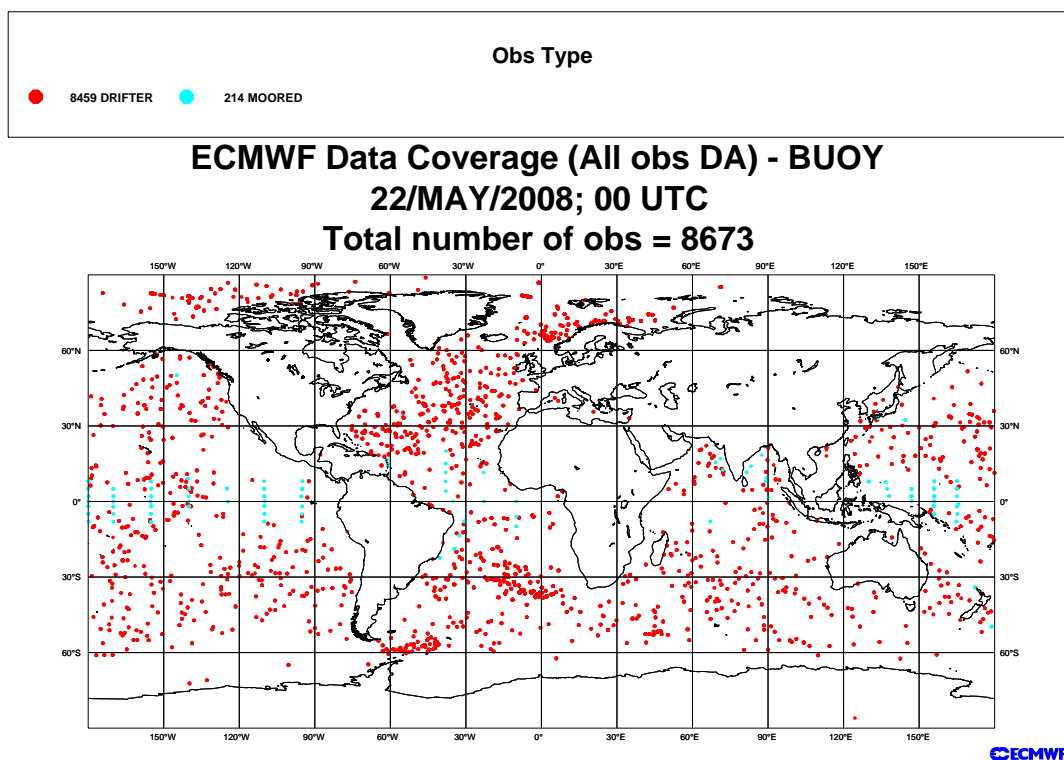 Obs Type
8459 DRIFTER 214 MOORED
ECMWF Data Coverage (All obs DA) - BUOY
22/MAY/2008; 00 UTC
Total number of obs = 8673
150°W 120°W 90°W 60°W 30°W 0° 30°E 60°E 90°E 120°E 150°E
60°N 60°N
30°N 30°N
0° 0°
30°S 30°S
60°S 60°S
150°W 120°W 90°W 60°W 30°W 0° 30°E 60°E 90°E 120°E 150°E
ECMWF